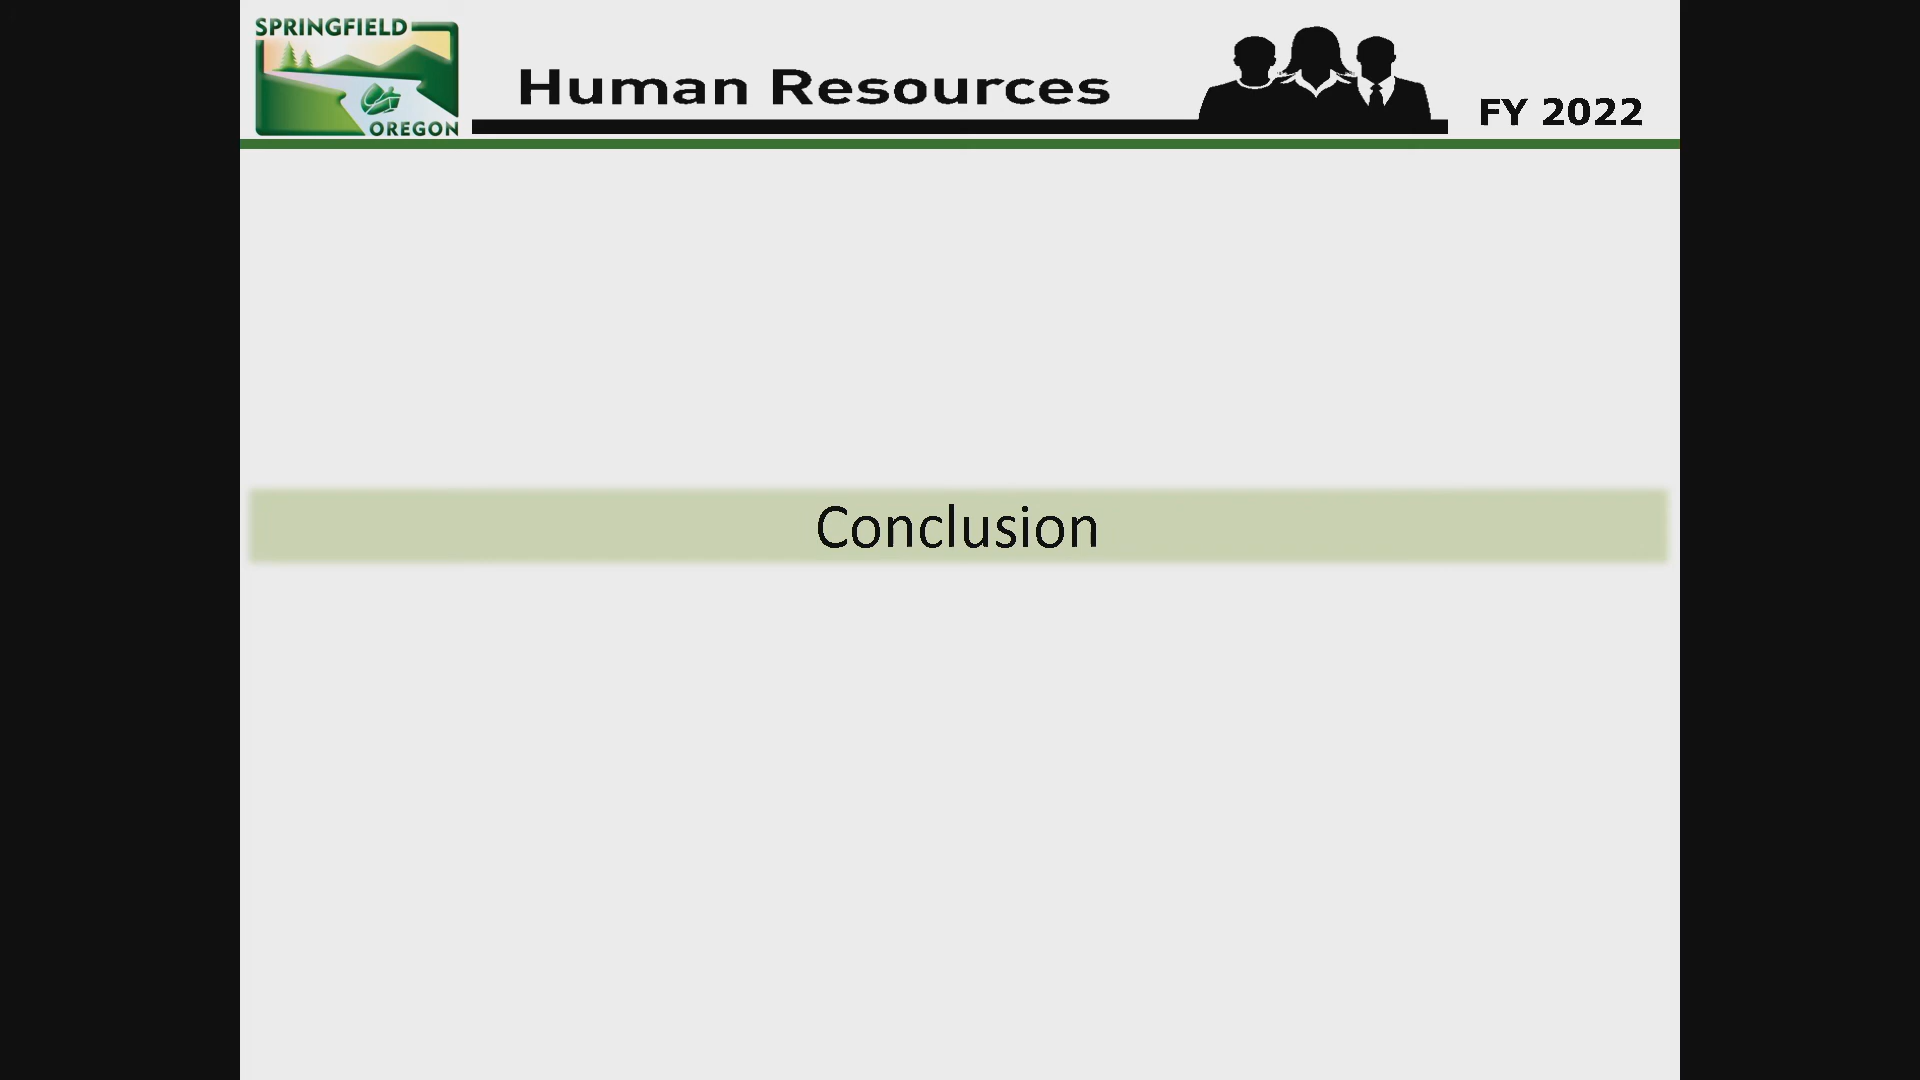 SPRINGFIELD
OREGON
Human Resources
FY 2022
Conclusion